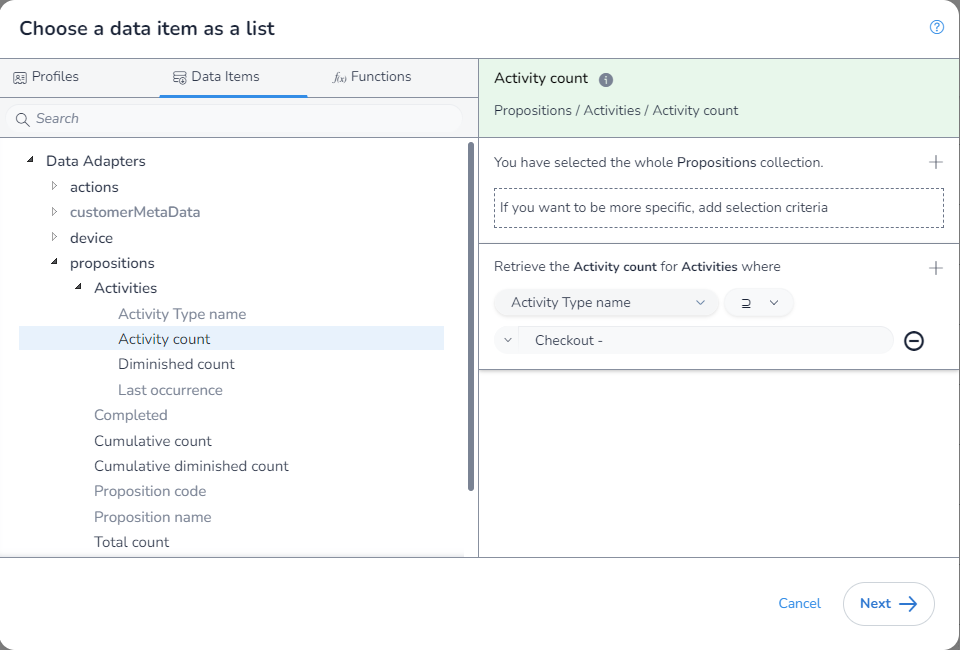 Choose a data item as a list
?
Profiles
Data Items
f(x) Functions
Search
Data Adapters
actions
customerMetaData
device
propositions
Activities
Activity Type name
Activity count
Diminished count
Last occurrence
Completed
Cumulative count
Cumulative diminished count
Proposition code
Proposition name
Total count
Activity count i
Propositions / Activities / Activity count
You have selected the whole Propositions collection.
If you want to be more specific, add selection criteria
Retrieve the Activity count for Activities where
Activity Type name ⊇
Checkout -
Cancel
Next